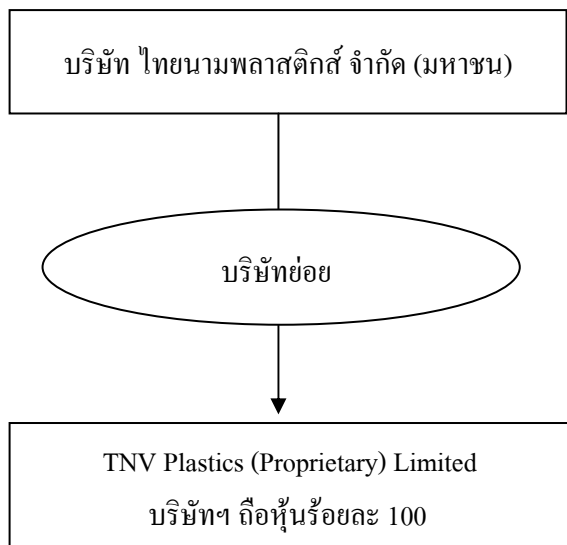 บริษัท ไทยนามพลาสติกส์ จำกัด (มหาชน)
บริษัทย่อย
TNV Plastics (Proprietary) Limited
บริษัทฯ ถือหุ้นร้อยละ 100